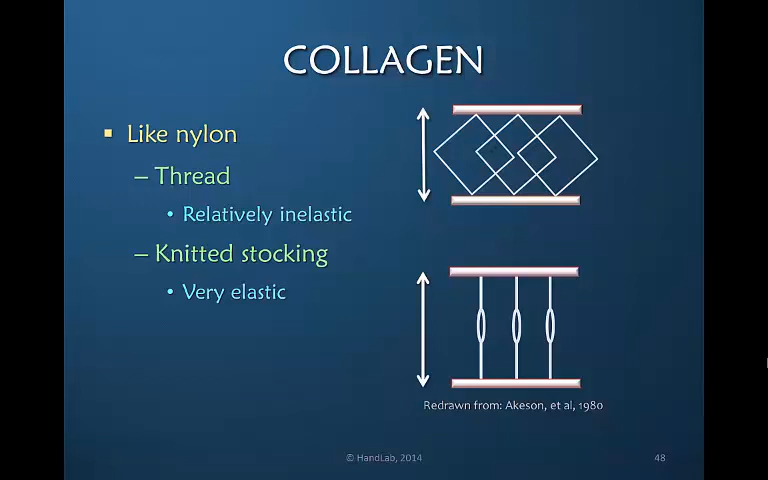 COLLAGEN
▪ Like nylon
– Thread
• Relatively inelastic
– Knitted stocking
• Very elastic
Redrawn from: Akeson, et al, 1980
© HandLab, 2014
48